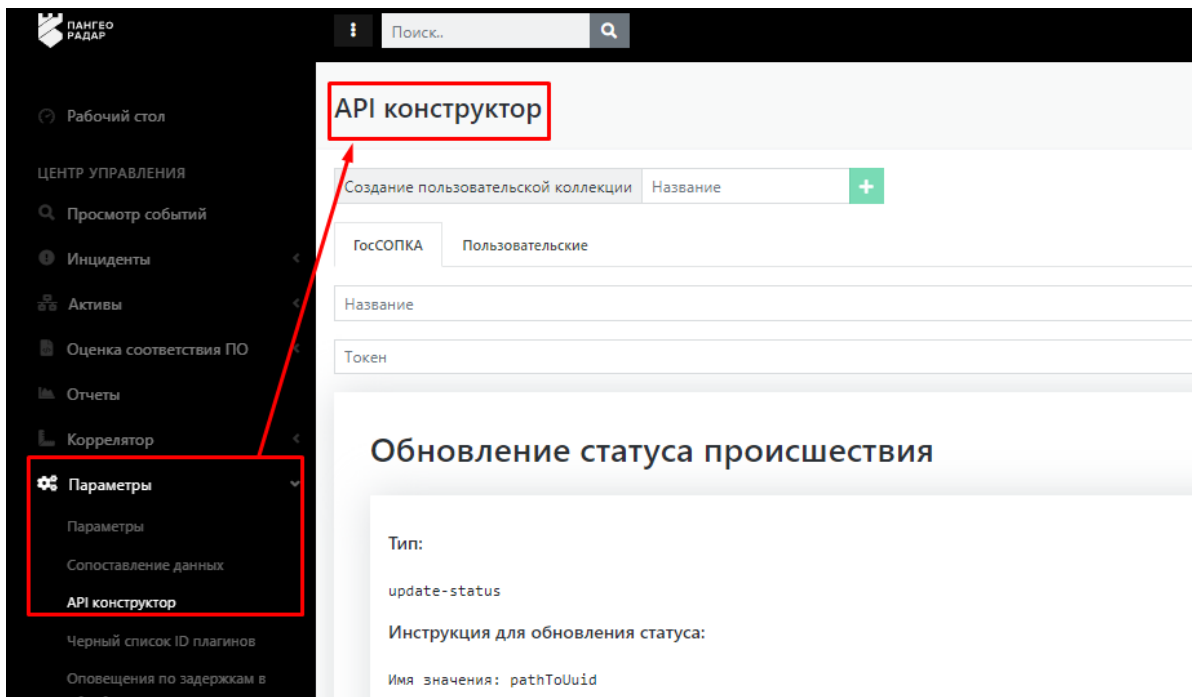 ПАНГЕО
РАДАР
Поиск..
Рабочий стол
ЦЕНТР УПРАВЛЕНИЯ
Просмотр событий
Инциденты
Активы
Оценка соответствия ПО
Отчеты
Коррелятор
Параметры
Параметры
Сопоставление данных
API конструктор
Черный список ID плагинов
Оповещения по задержкам в
API конструктор
Создание пользовательской коллекции Название
ГосСОПКА Пользовательские
Название
Токен
Обновление статуса происшествия
Тип:
update-status
Инструкция для обновления статуса:
Имя значения: pathToUuid